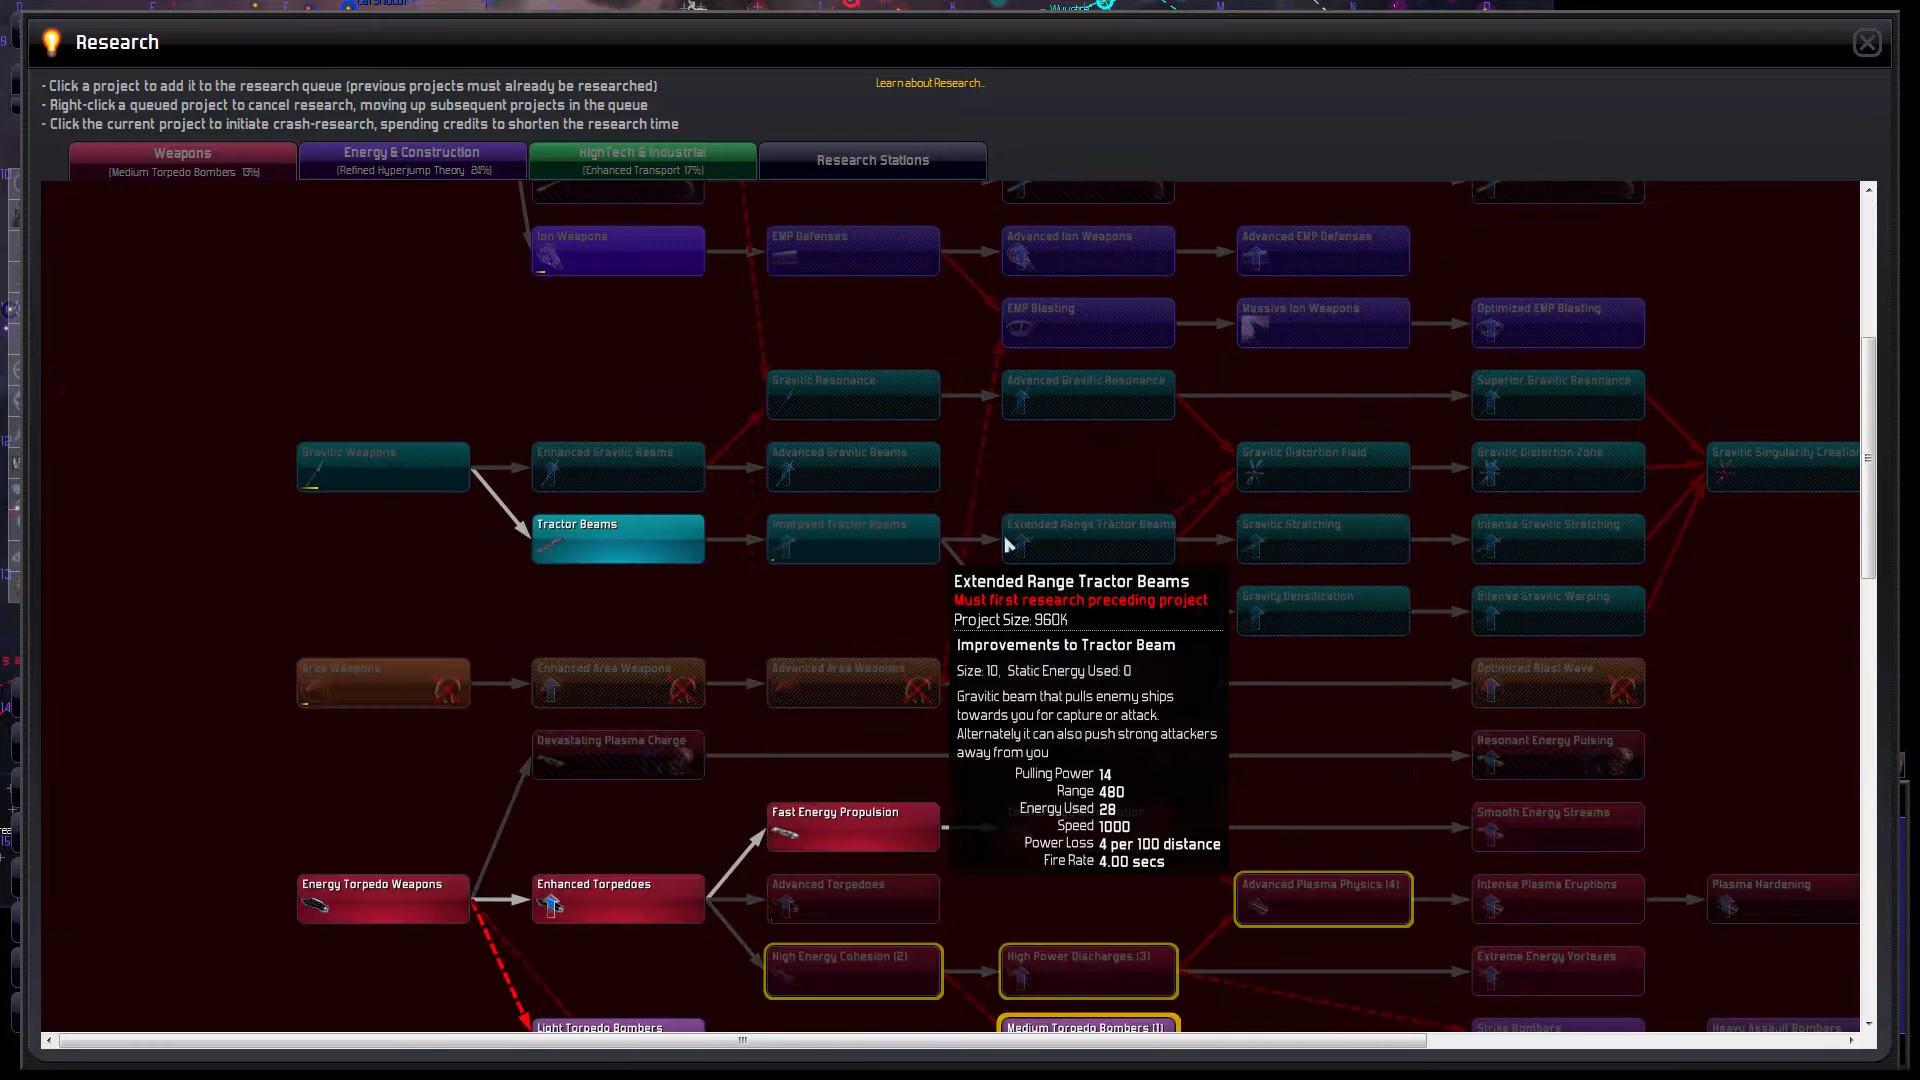 Research
- Click a project to add it to the research queue (previous projects must already be researched)
Learn about Research...
- Right-click a queued project to cancel research, moving up subsequent projects in the queue
- Click the current project to initiate crash-research, spending credits to shorten the research time
Weapons
(Medium Torpedo Bombers 13%)
Energy & Construction
(Refined Hyperjump Theory 24%)
HighTech & Industrial
(Enhanced Transport 17%)
Research Stations
Ion Weapons
EMP Defenses
Advanced Ion Weapons
Advanced EMP Defenses
EMP Blasting
Massive Ion Weapons
Optimized EMP Blasting
Gravitic Resonance
Advanced Gravitic Resonance
Superior Gravitic Resonance
Gravitic Weapons
Enhanced Gravitic Beams
Advanced Gravitic Beams
Gravitic Distortion Field
Gravitic Distortion Zone
Gravitic Singularity Creation
Tractor Beams
Improved Tractor Beams
Extended Range Tractor Beams
Gravitic Stretching
Intense Gravitic Stretching
Extended Range Tractor Beams
Must first research preceding project
Project Size: 960K
Improvements to Tractor Beam
Size: 10, Static Energy Used: 0
Gravitic beam that pulls enemy ships
towards you for capture or attack.
Alternately it can also push strong attackers
away from you
Pulling Power 14
Range 480
Energy Used 28
Speed 1000
Power Loss 4 per 100 distance
Fire Rate 4.00 secs
Gravity Densification
Intense Gravitic Warping
Area Weapons
Enhanced Area Weapons
Advanced Area Weapons
Optimized Blast Wave
Devastating Plasma Charge
Resonant Energy Pulsing
Fast Energy Propulsion
Smooth Energy Streams
Energy Torpedo Weapons
Enhanced Torpedoes
Advanced Torpedoes
Advanced Plasma Physics (4)
Intense Plasma Eruptions
Plasma Hardening
High Energy Cohesion (2)
High Power Discharges (3)
Extreme Energy Vortexes
Light Torpedo Bombers
Medium Torpedo Bombers (1)
Strike Bombers
Heavy Assault Bombers